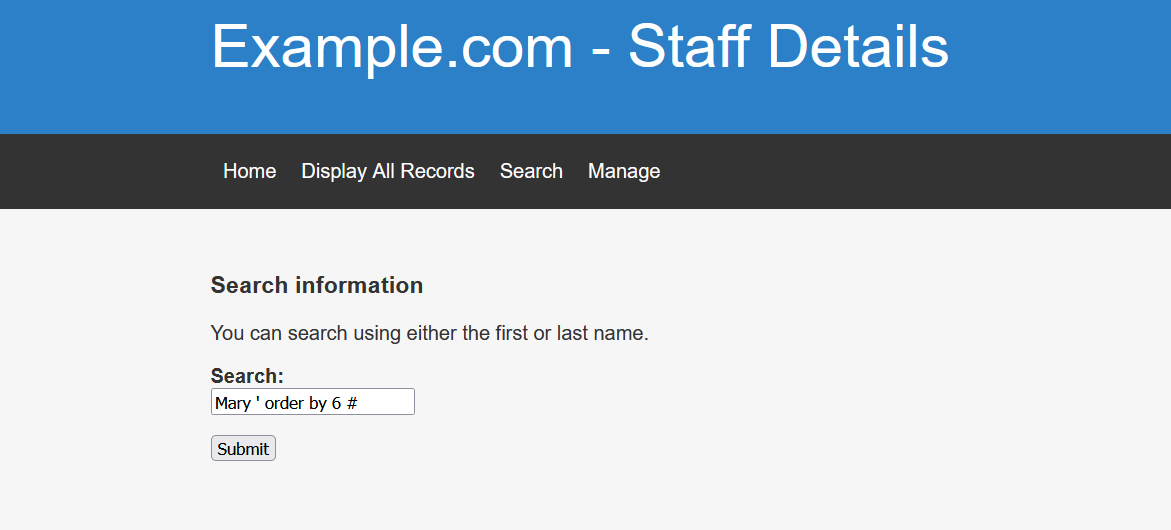 Example.com - Staff Details
Home Display All Records Search Manage
Search information
You can search using either the first or last name.
Search:
Mary ' order by 6 #
Submit